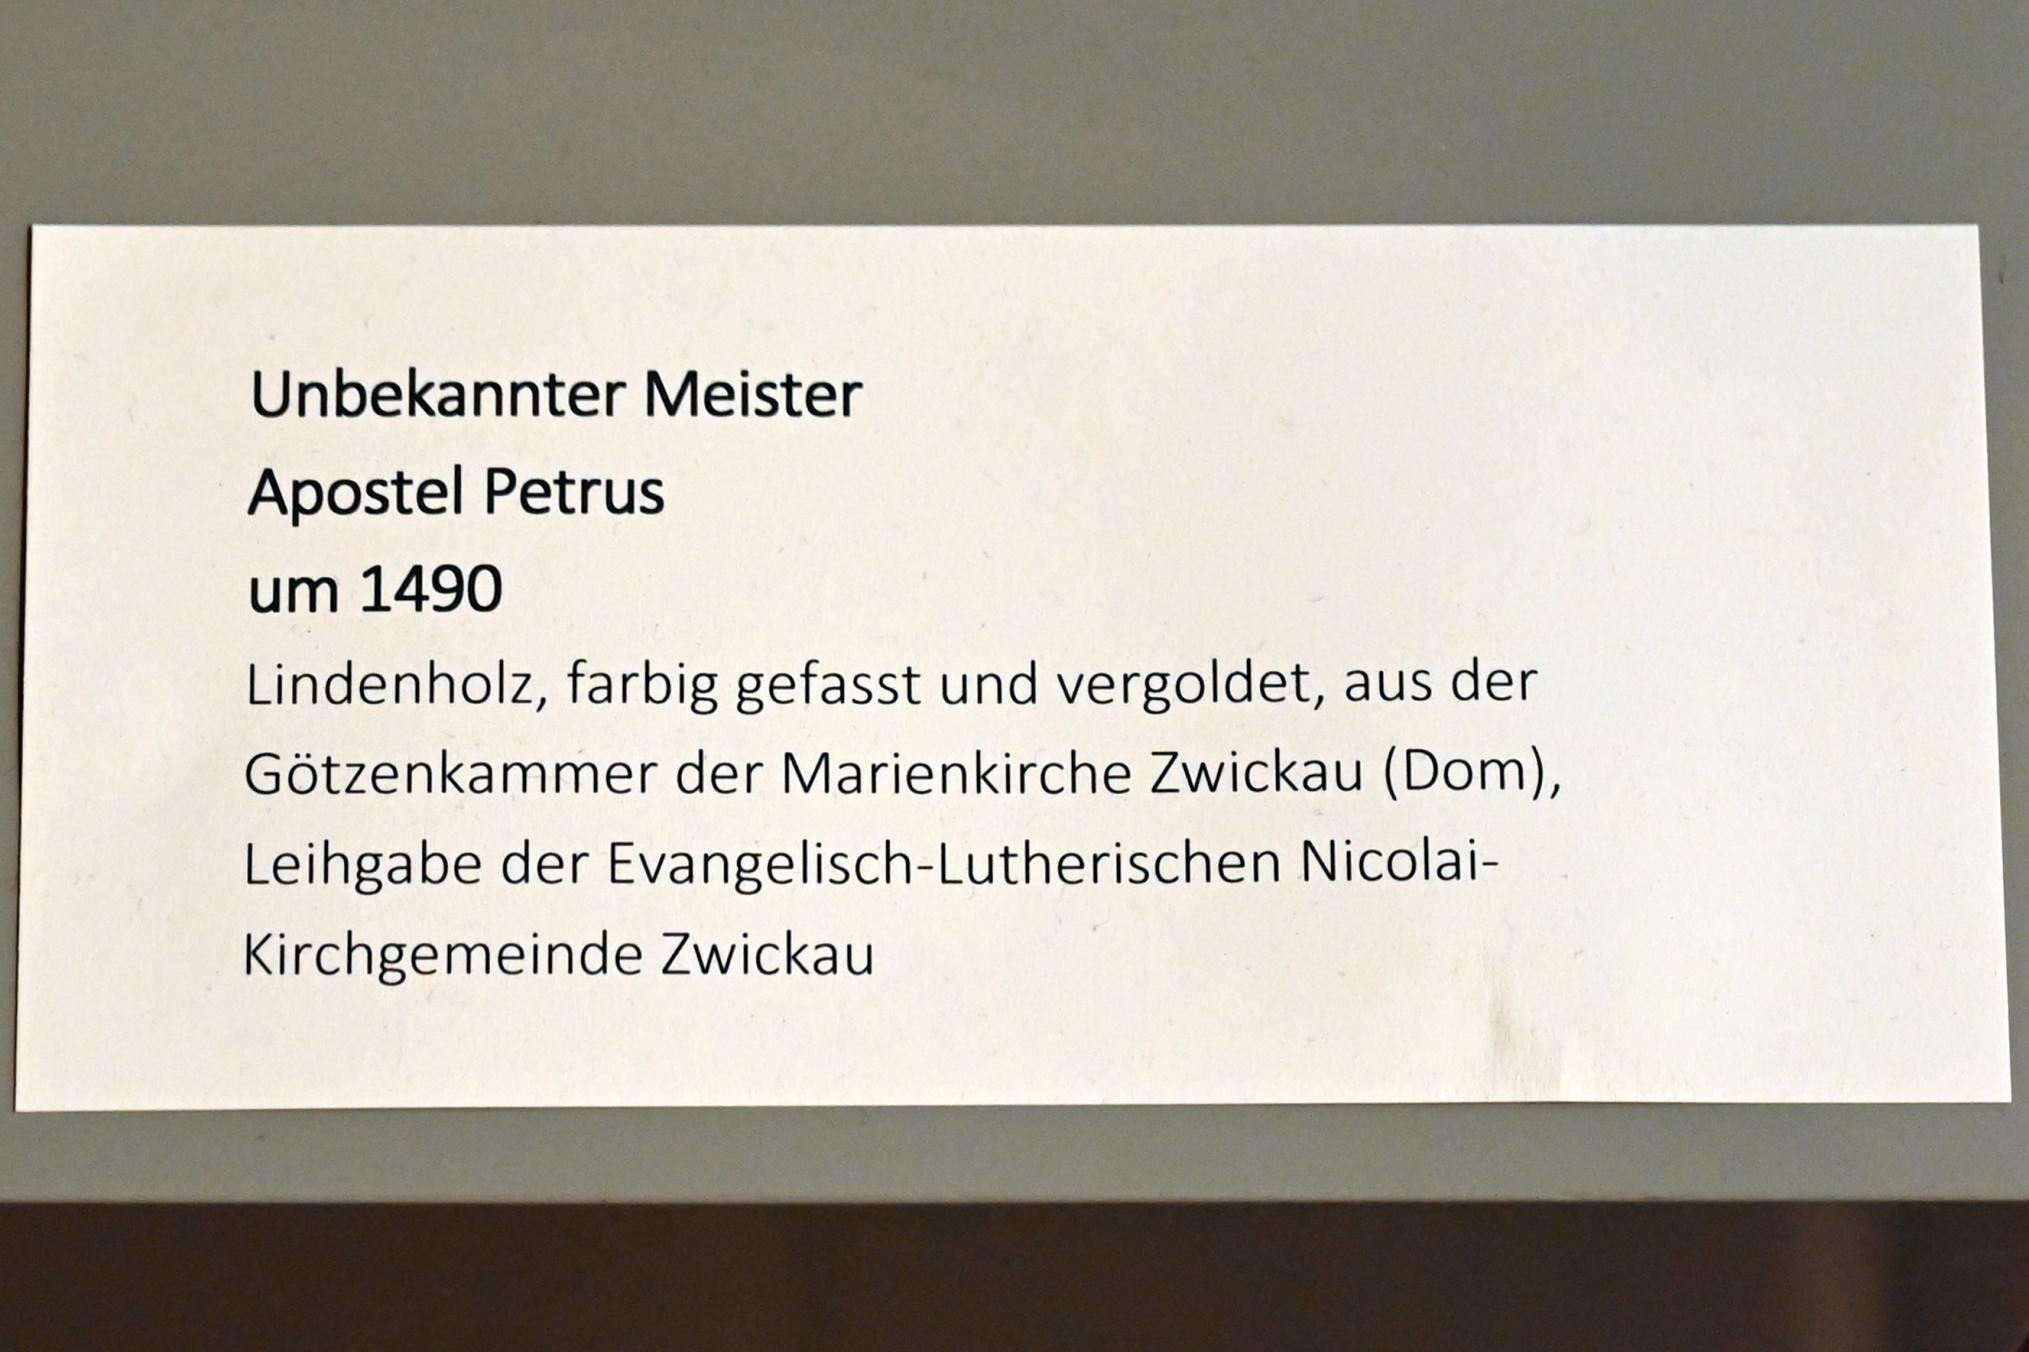 Unbekannter Meister
Apostel Petrus
um 1490
Lindenholz, farbig gefasst und vergoldet, aus der
Götzenkammer der Marienkirche Zwickau (Dom),
Leihgabe der Evangelisch-Lutherischen Nicolai-
Kirchgemeinde Zwickau